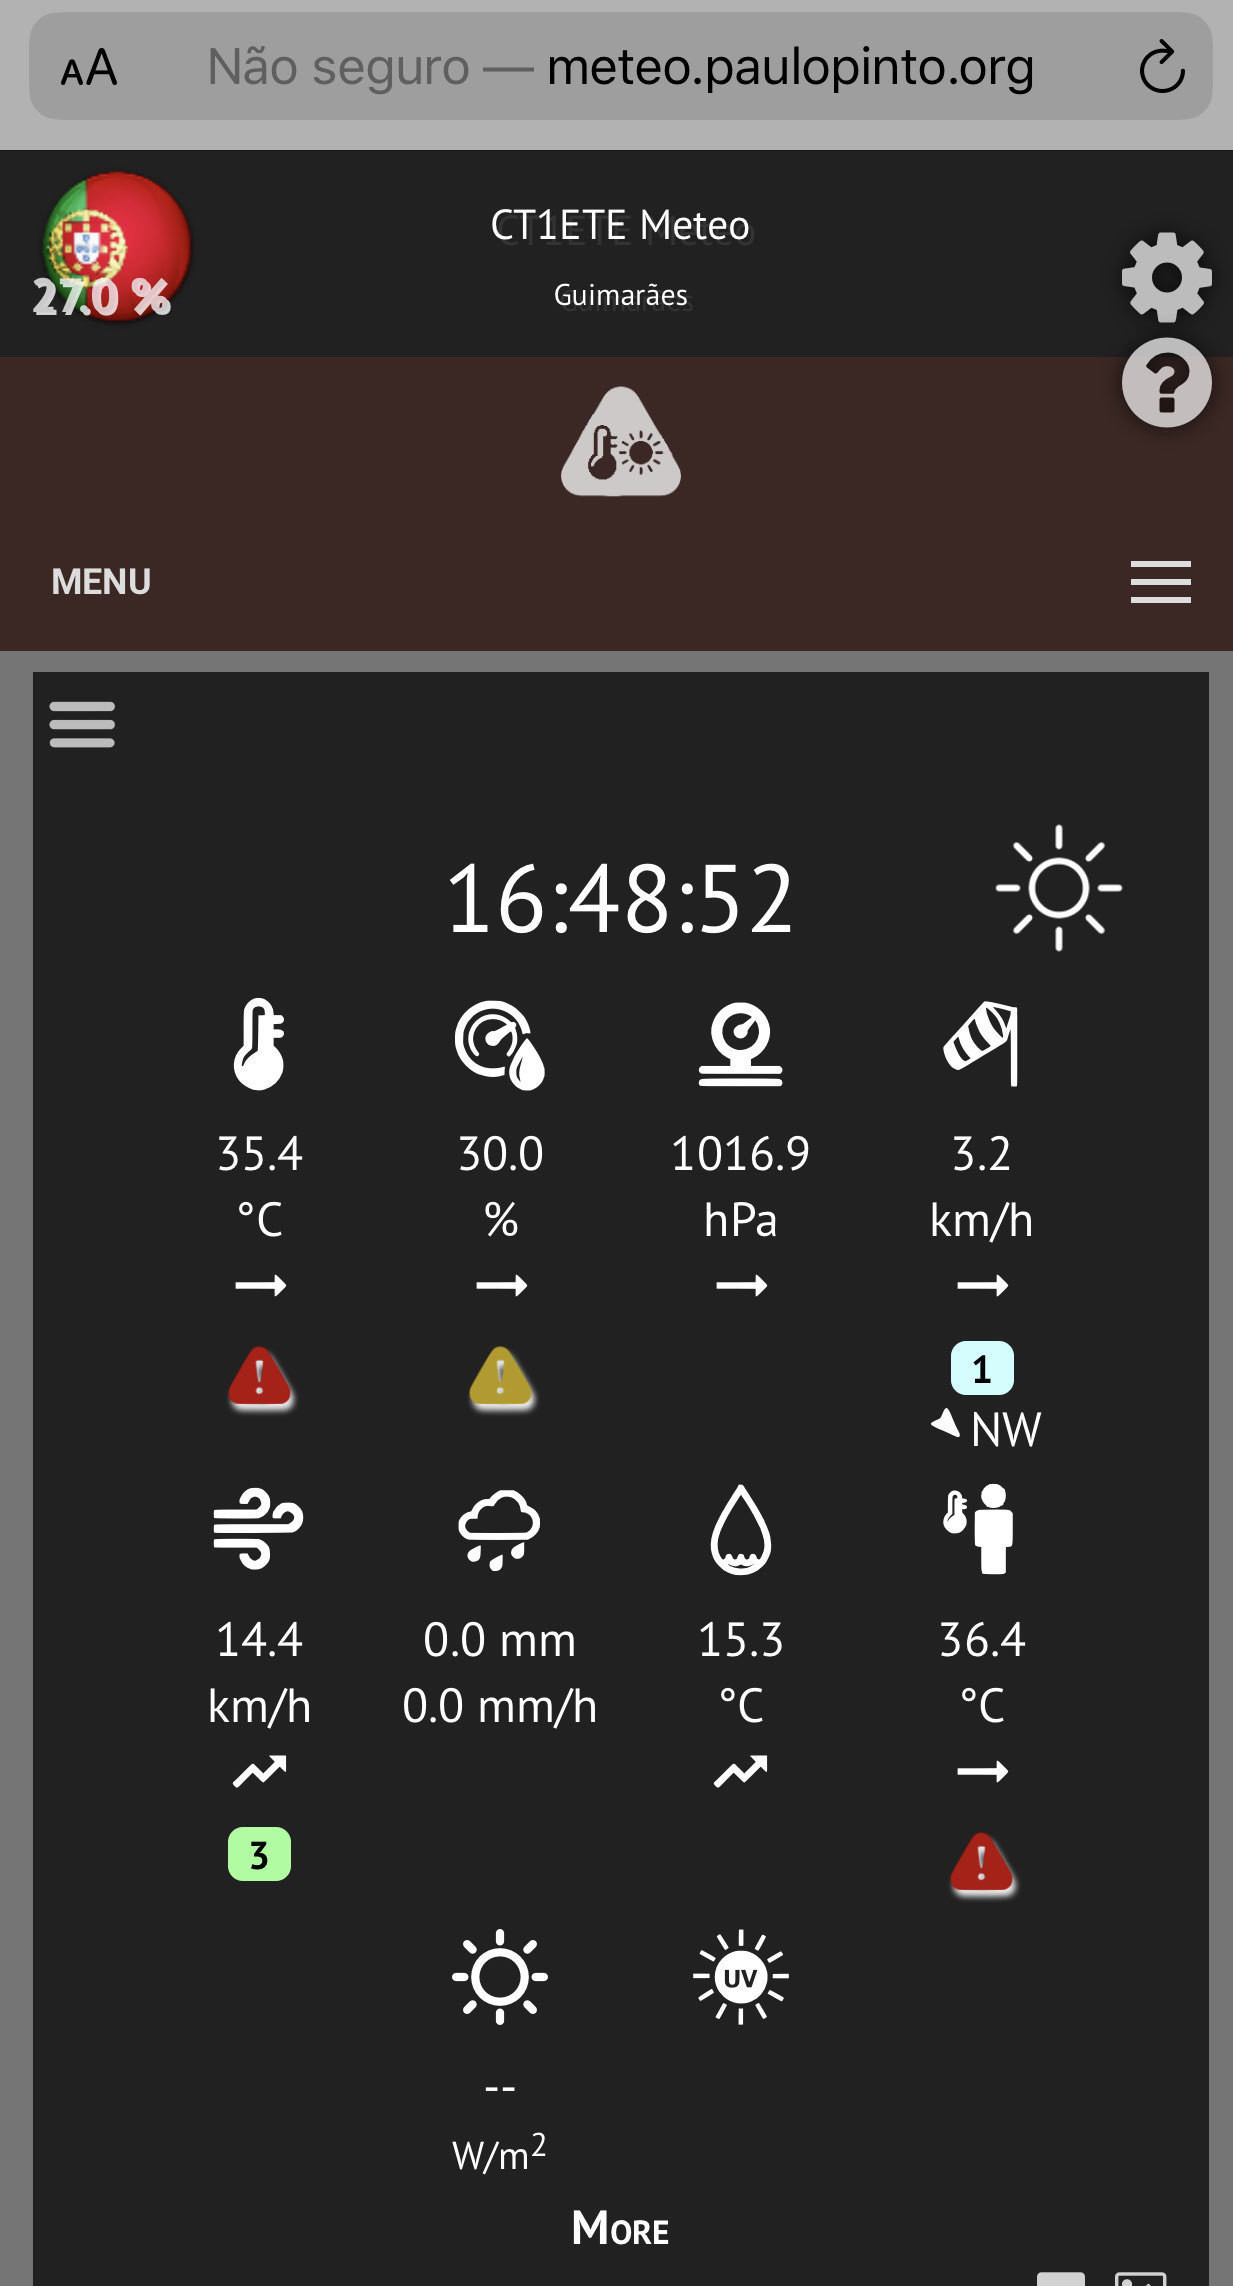 AA Não seguro — meteo.paulopinto.org
CT1ETE Meteo
27.0 %
Guimarães
MENU
16:48:52
35.4 30.0 1016.9 3.2
°C % hPa km/h
1
NW
14.4 0.0 mm 15.3 36.4
km/h 0.0 mm/h °C °C
3
UV
--
W/m²
MORE